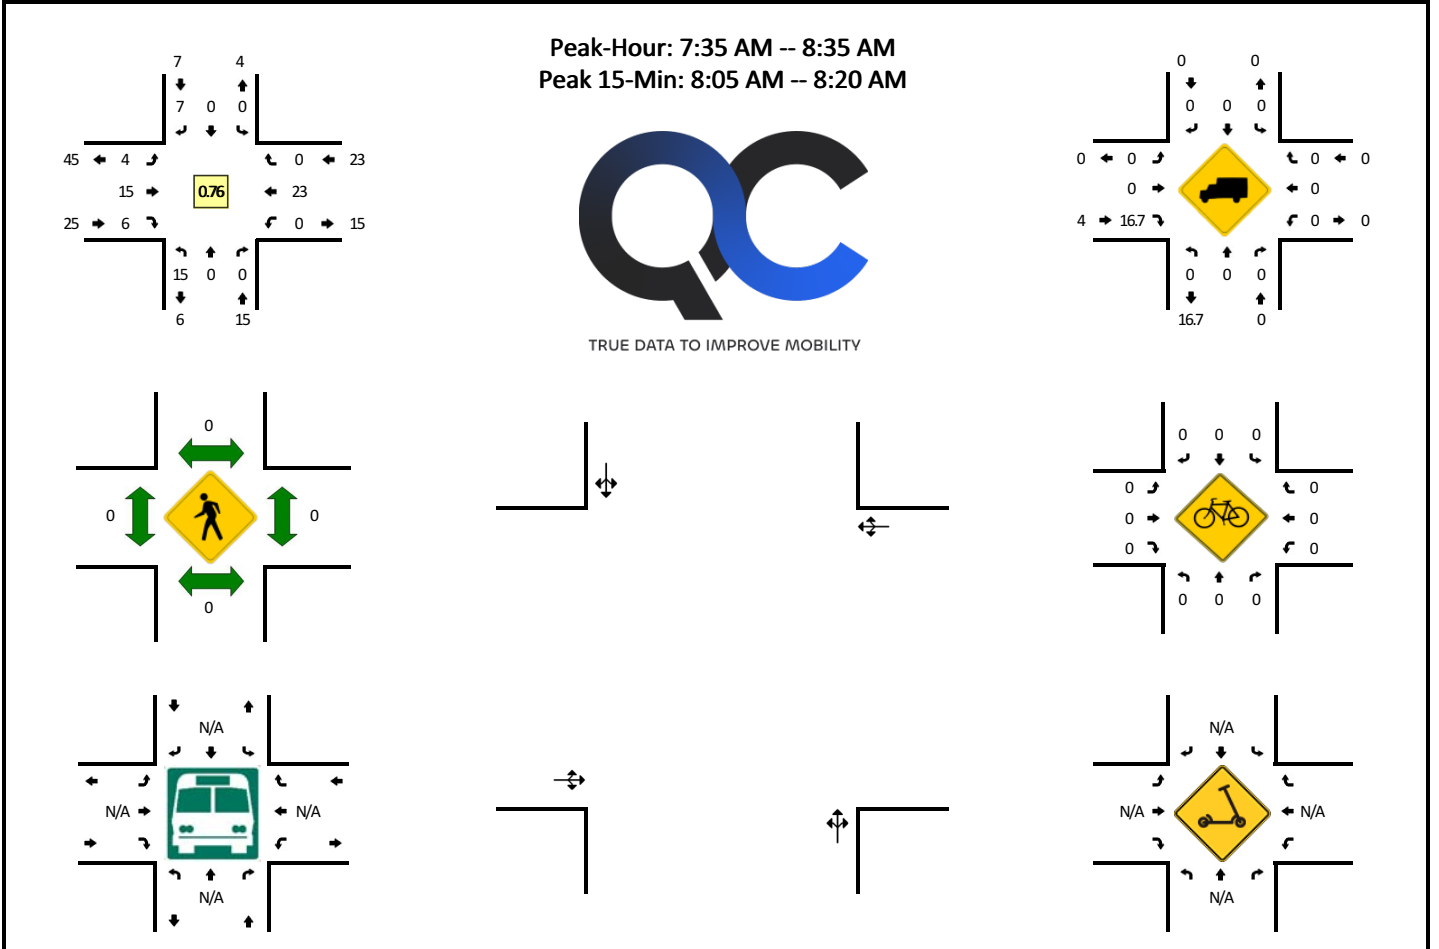 Peak-Hour: 7:35 AM -- 8:35 AM
Peak 15-Min: 8:05 AM -- 8:20 AM
7 4
7 0 0
45 4 0 23
15 0.76 23
25 6 0 15
15 0 0
6 15
QC
TRUE DATA TO IMPROVE MOBILITY
0 0
0 0 0
0 0 0 0
0 0
4 16.7 0 0
0 0 0
16.7 0
0
0 0
0
0 0 0
0 0
0 0
0 0
0 0 0
N/A
N/A N/A
N/A
N/A
N/A N/A
N/A